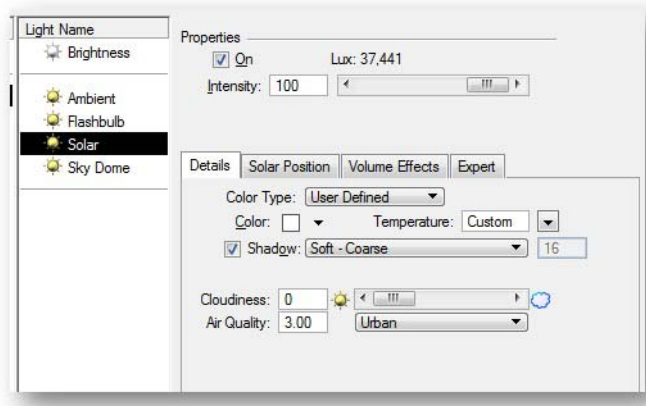 Light Name
Brightness
Ambient
Flashbulb
Solar
Sky Dome
Properties
On Lux: 37,441
Intensity: 100
Details Solar Position Volume Effects Expert
Color Type: User Defined
Color: Temperature: Custom
Shadow: Soft - Coarse 16
Cloudiness: 0
Air Quality: 3.00 Urban